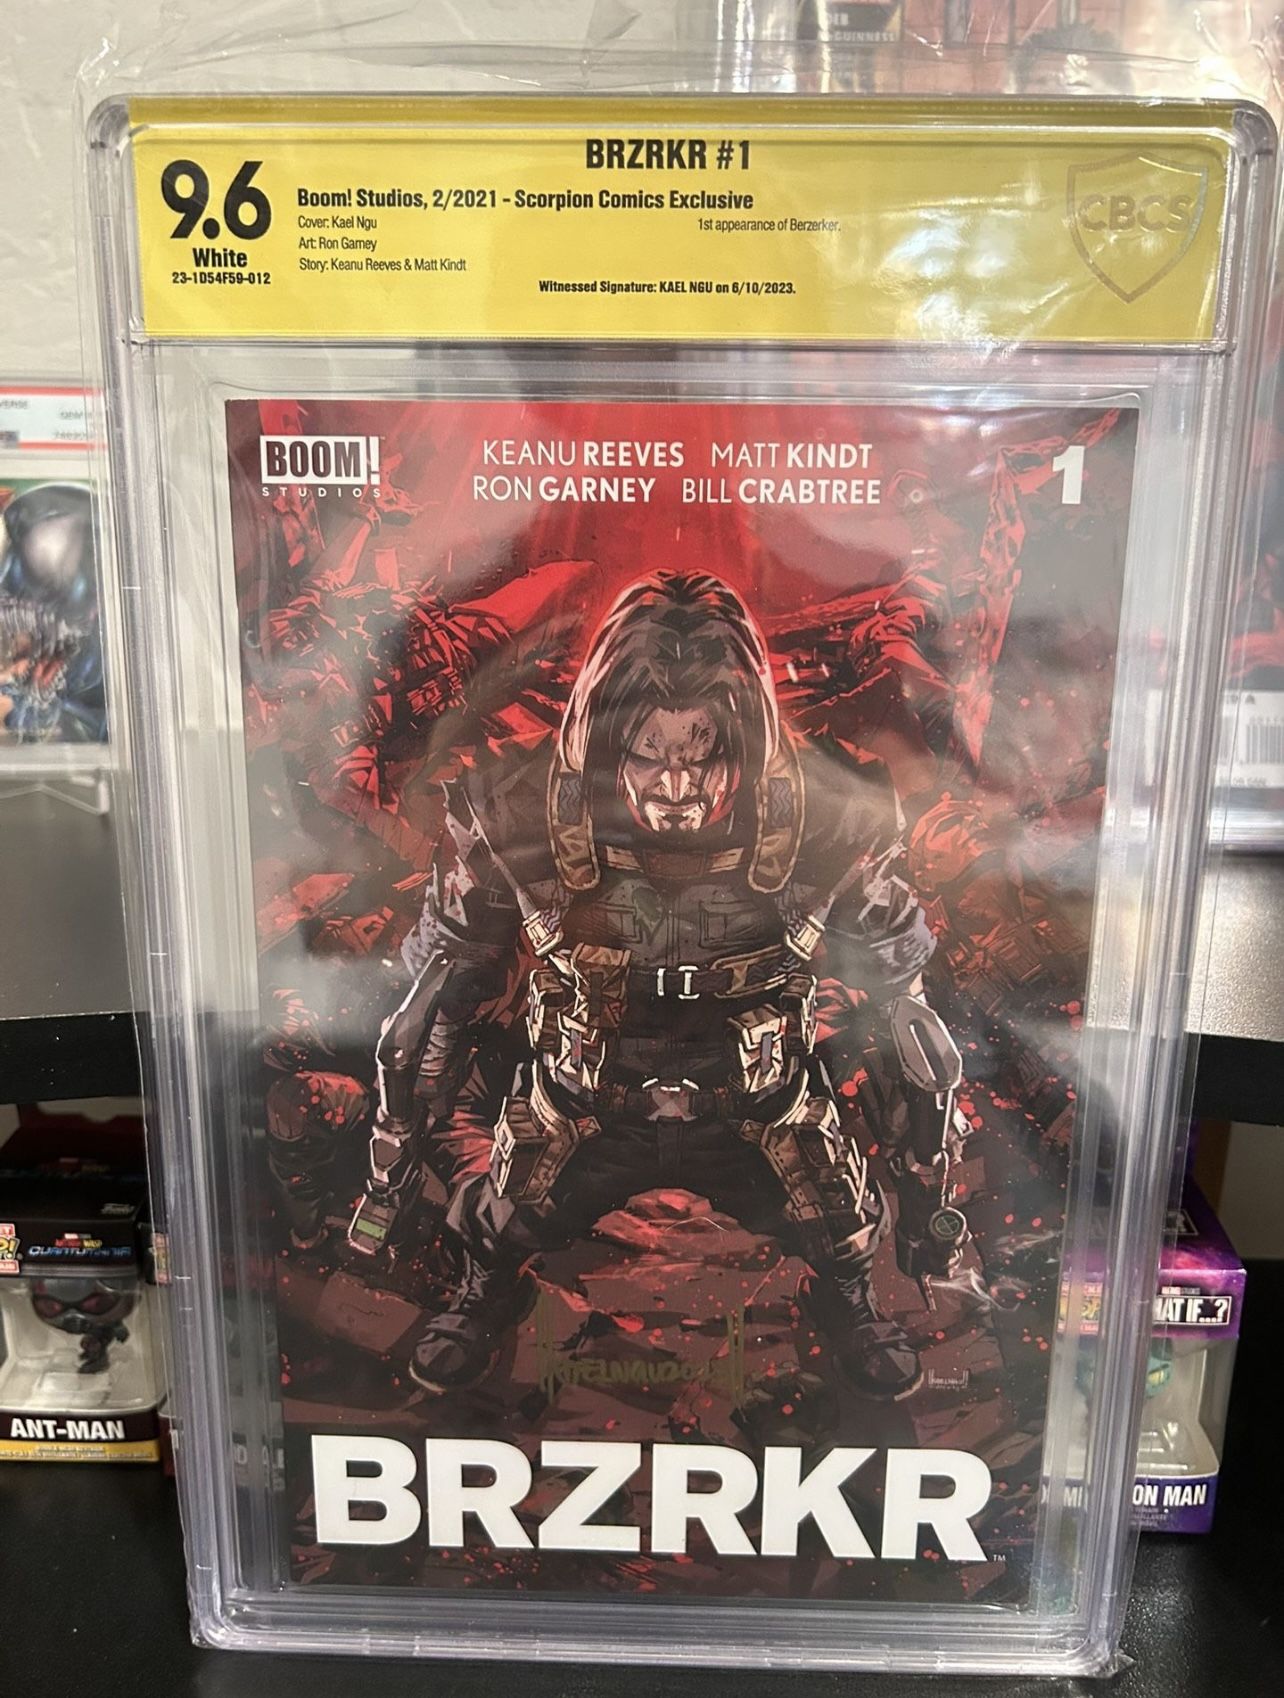 BRZRKR #1
9.6
White
23-1D54F59-012
Boom! Studios, 2/2021 - Scorpion Comics Exclusive
Cover: Kael Ngu
Art: Ron Garney
Story: Keanu Reeves & Matt Kindt
1st appearance of Berzerker.
Witnessed Signature: KAEL NGU on 6/10/2023.
CBCS
BOOM!
STUDIOS
KEANU REEVES MATT KINDT
RON GARNEY BILL CRABTREE
1
BRZRKR
TM
QUANTUMANIA
ANT-MAN
ON MAN